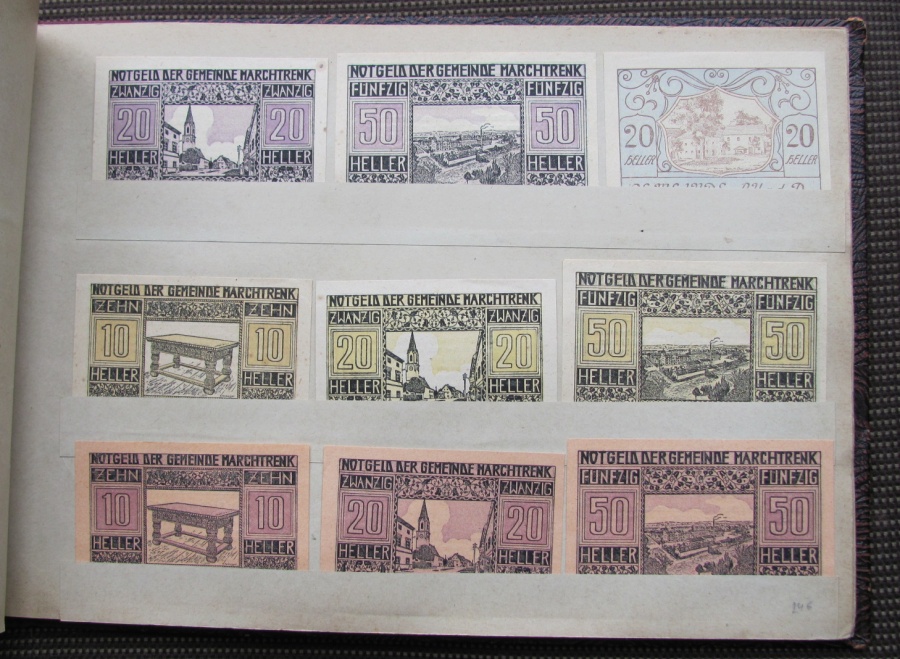 NOTGELD DER GEMEINDE MARCHTRENK
ZWANZIG ZWANZIG
20 20
HELLER HELLER
NOTGELD DER GEMEINDE MARCHTRENK
FÜNFZIG FÜNFZIG
50 50
HELLER HELLER
20 20
HELLER HELLER
NOTGELD DER GEMEINDE MARCHTRENK
ZEHN ZEHN
10 10
HELLER HELLER
NOTGELD DER GEMEINDE MARCHTRENK
ZWANZIG ZWANZIG
20 20
HELLER HELLER
NOTGELD DER GEMEINDE MARCHTRENK
FÜNFZIG FÜNFZIG
50 50
HELLER HELLER
NOTGELD DER GEMEINDE MARCHTRENK
ZEHN ZEHN
10 10
HELLER HELLER
NOTGELD DER GEMEINDE MARCHTRENK
ZWANZIG ZWANZIG
20 20
HELLER HELLER
NOTGELD DER GEMEINDE MARCHTRENK
FÜNFZIG FÜNFZIG
50 50
HELLER HELLER